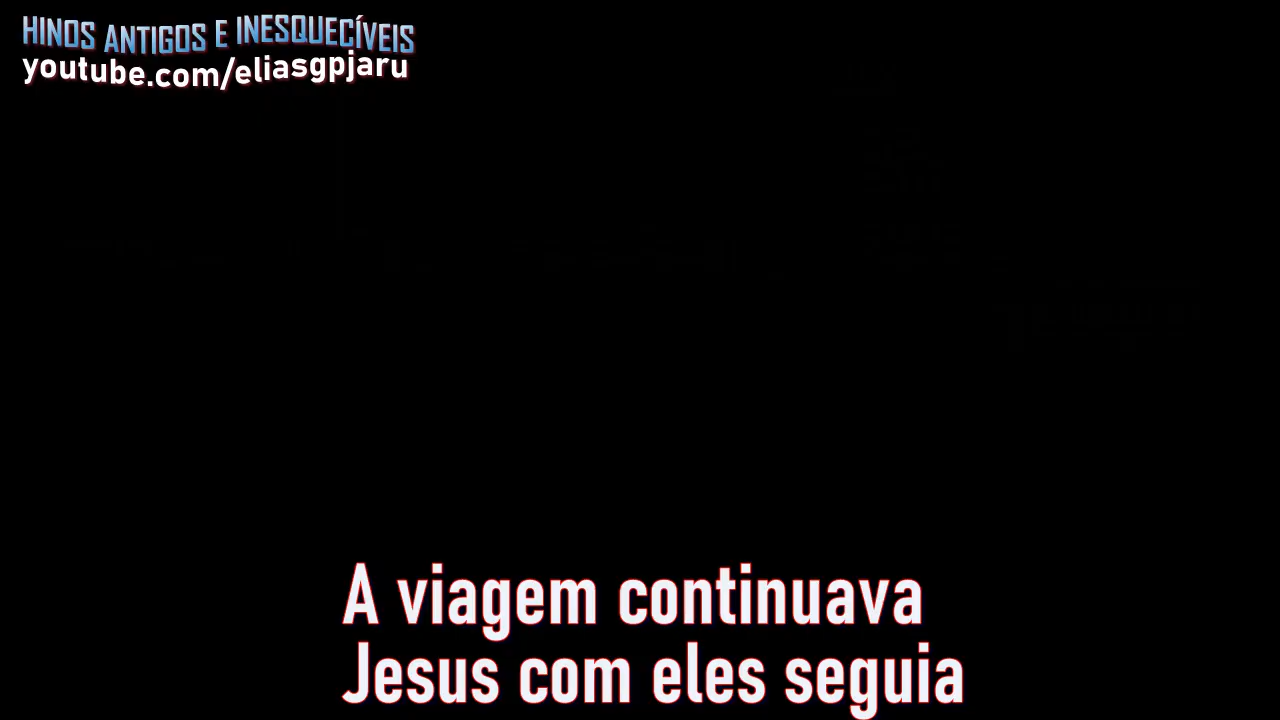 HINOS ANTIGOS E INESQUECÍVEIS
youtube.com/eliasgpjaru
A viagem continuava
Jesus com eles seguia